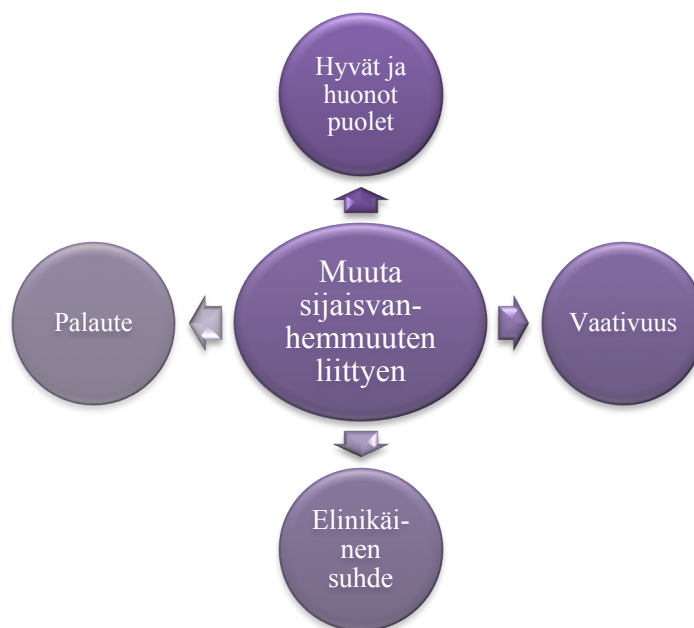 Hyvät ja
huonot
puolet
Palaute
Muuta
sijaisvan-
hemmuuten
liittyen
Vaativuus
Elinikäi-
nen
suhde